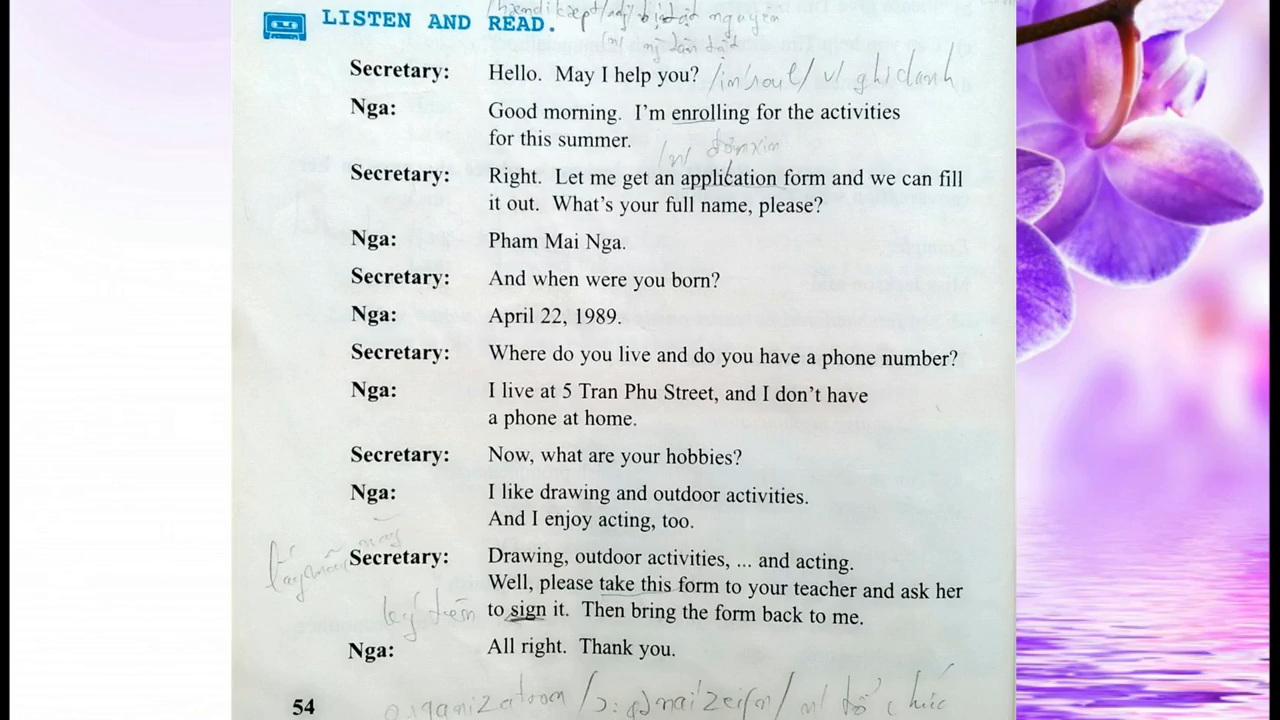 LISTEN AND READ.
Secretary: Hello. May I help you? v/ ghi danh
Nga: Good morning. I'm enrolling for the activities
for this summer.
n/ đơn xin
Secretary: Right. Let me get an application form and we can fill
it out. What's your full name, please?
Nga: Pham Mai Nga.
Secretary: And when were you born?
Nga: April 22, 1989.
Secretary: Where do you live and do you have a phone number?
Nga: I live at 5 Tran Phu Street, and I don't have
a phone at home.
Secretary: Now, what are your hobbies?
Nga: I like drawing and outdoor activities.
And I enjoy acting, too.
Secretary: Drawing, outdoor activities, ... and acting.
Well, please take this form to your teacher and ask her
to sign it. Then bring the form back to me.
Nga: All right. Thank you.
54 n/ tổ chức